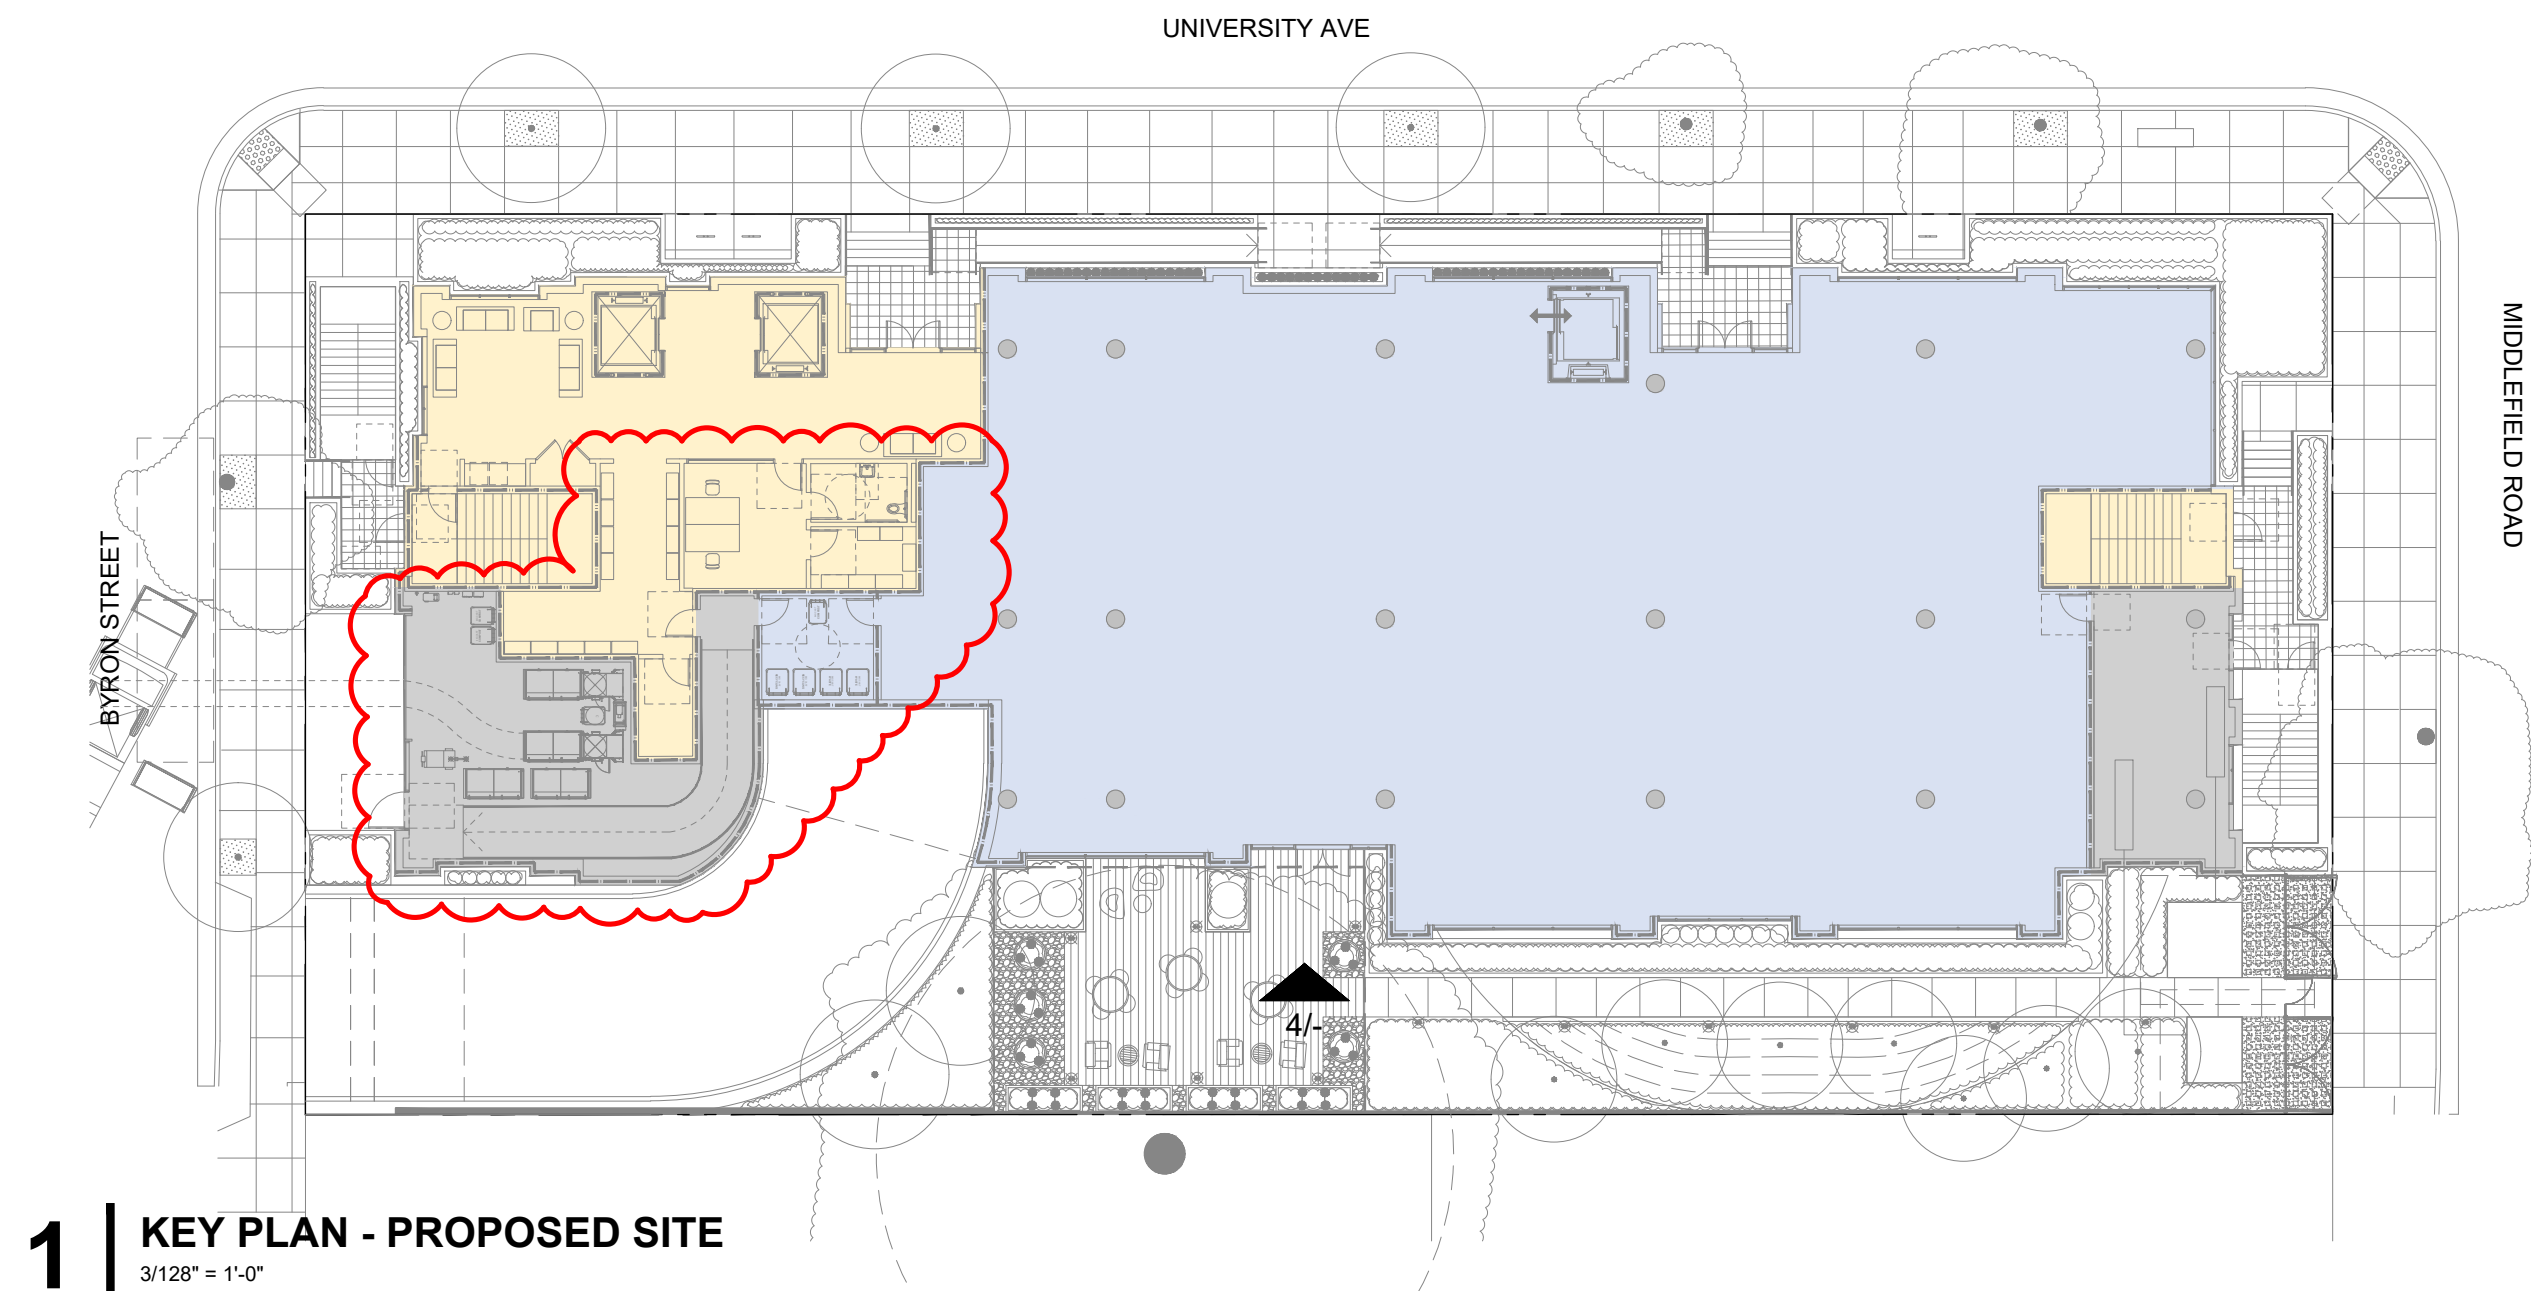 UNIVERSITY AVE
MIDDLEFIELD ROAD
BYRON STREET
4/-
1
KEY PLAN - PROPOSED SITE
3/128" = 1'-0"